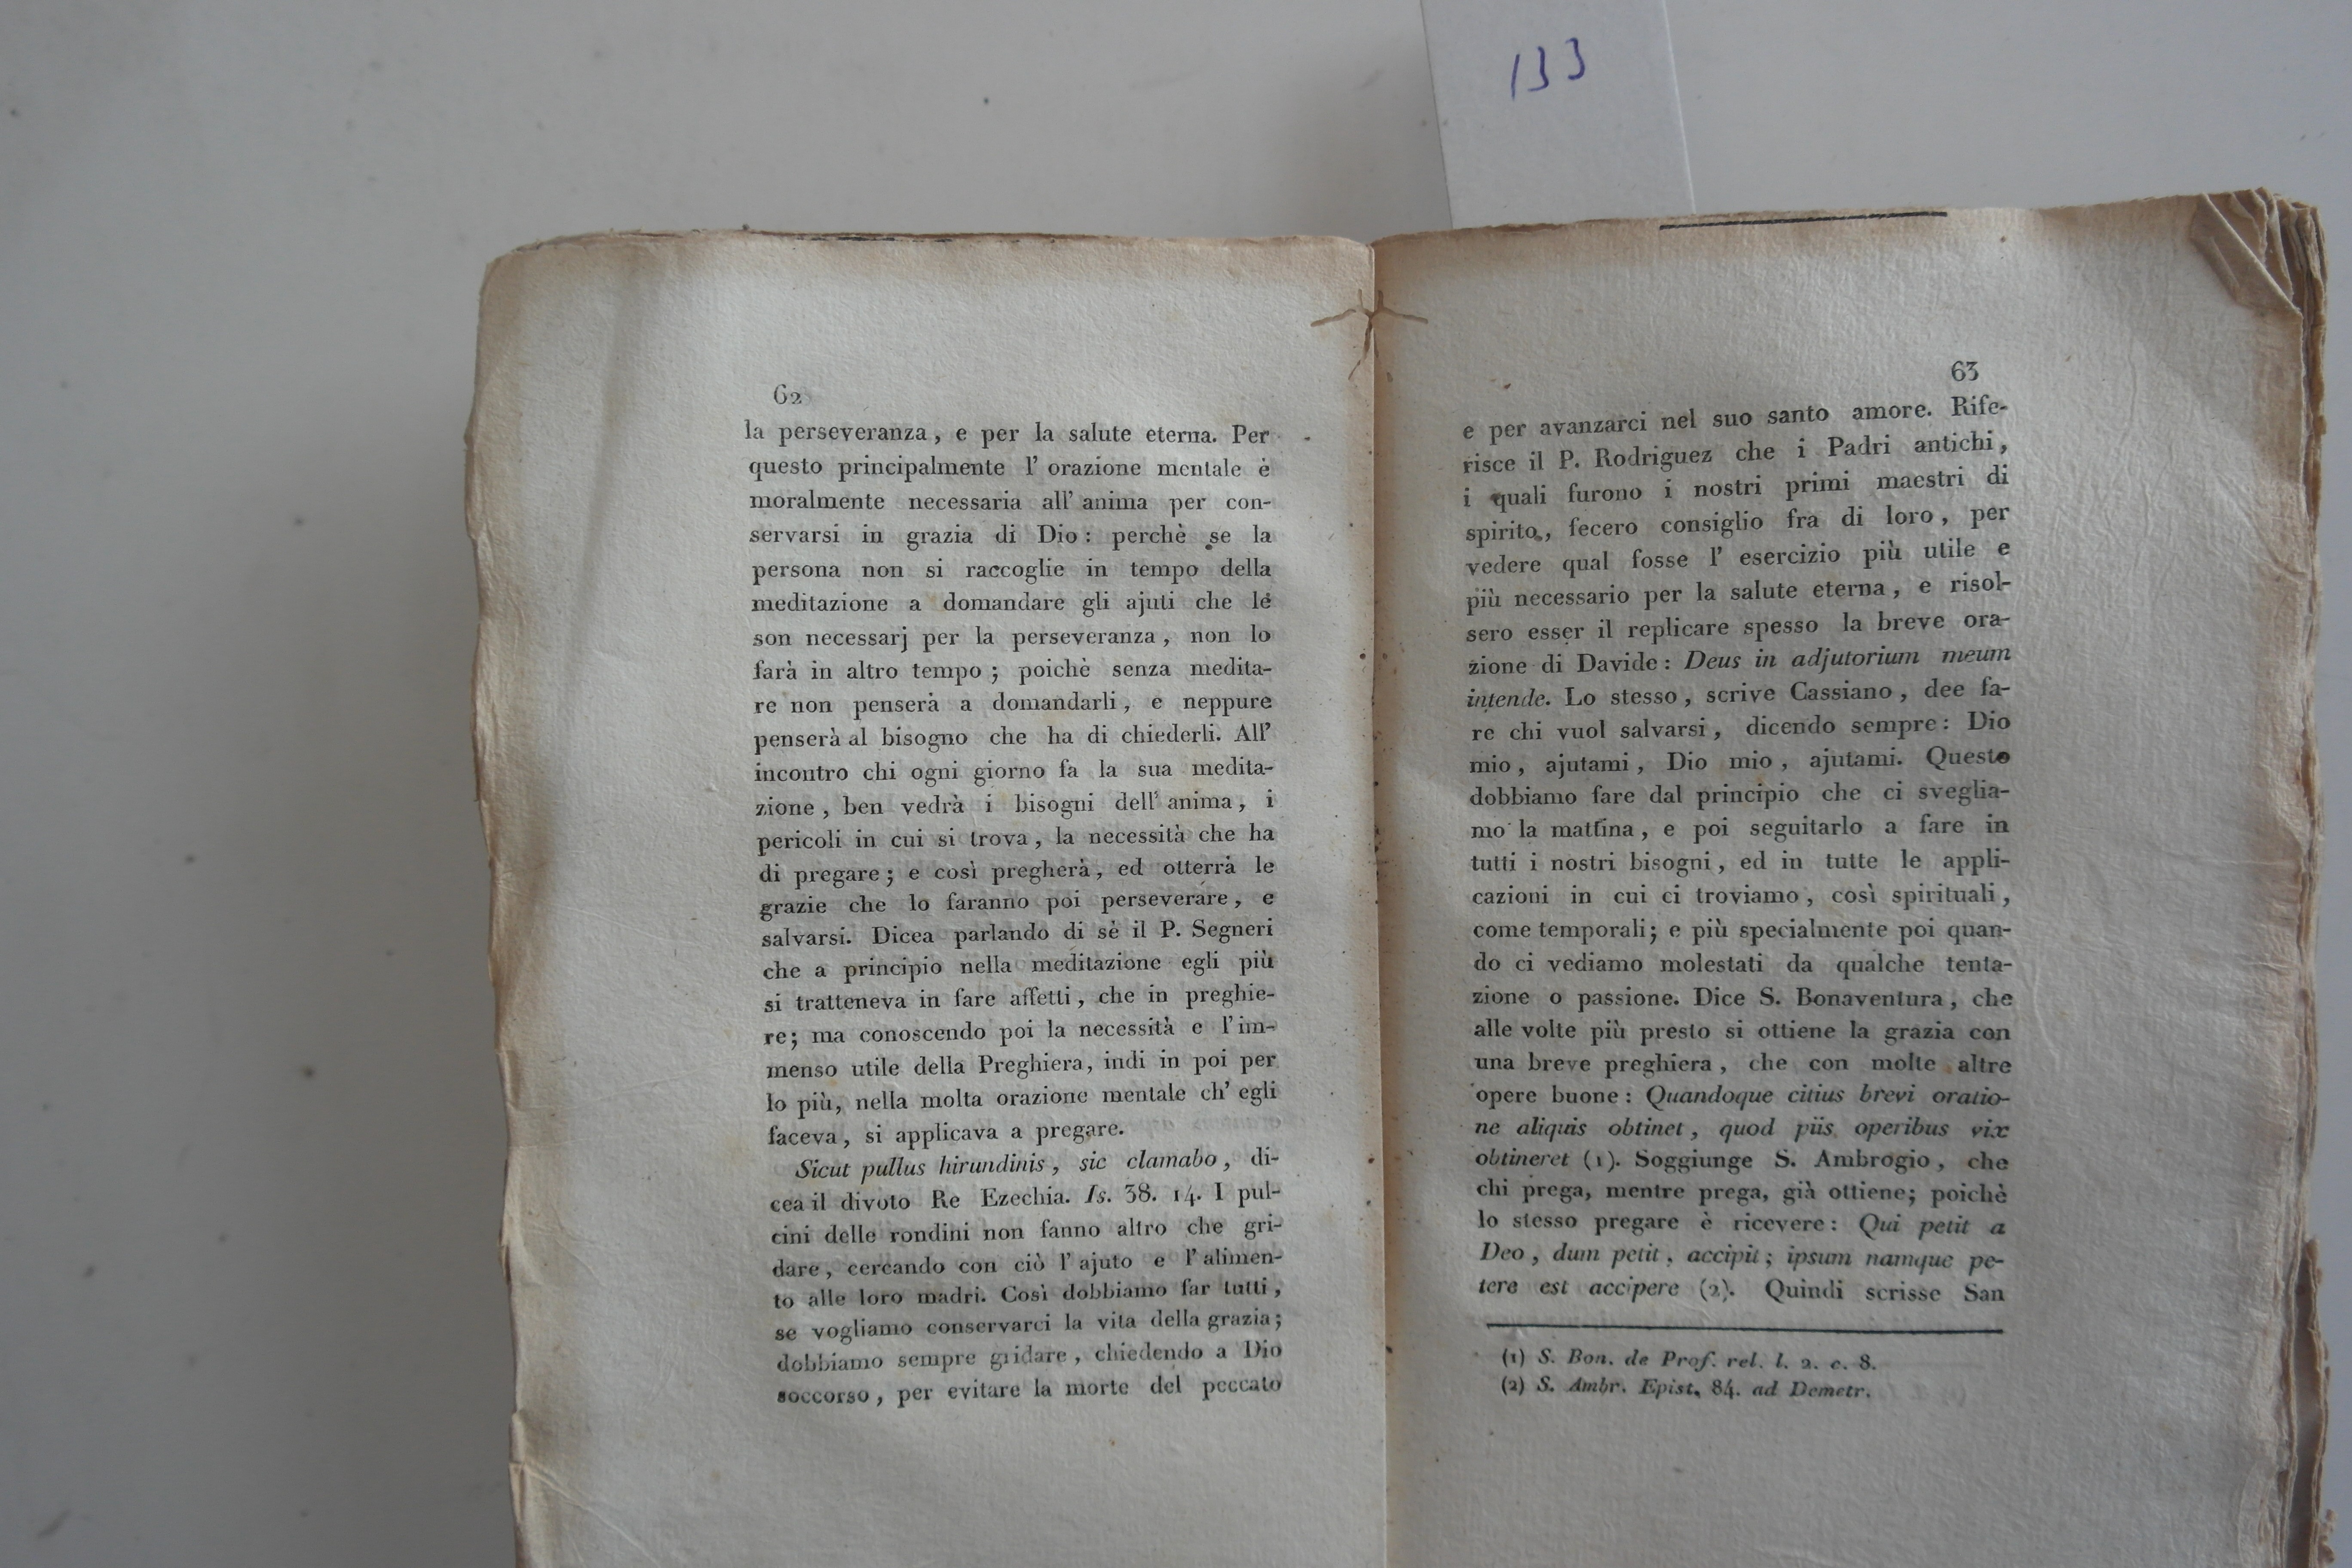 133
62
la perseveranza, e per la salute eterna. Per
questo principalmente l' orazione mentale è
moralmente necessaria all' anima per con-
servarsi in grazia di Dio: perchè se la
persona non si raccoglie in tempo della
meditazione a domandare gli ajuti che le
son necessarj per la perseveranza, non lo
farà in altro tempo; poichè senza medita-
re non penserà a domandarli, e neppure
penserà al bisogno che ha di chiederli. All'
incontro chi ogni giorno fa la sua medita-
zione, ben vedrà i bisogni dell' anima, i
pericoli in cui si trova, la necessità che ha
di pregare; e così pregherà, ed otterrà le
grazie che lo faranno poi perseverare, e
salvarsi. Dicea parlando di sè il P. Segneri
che a principio nella meditazione egli più
si tratteneva in fare affetti, che in preghie-
re; ma conoscendo poi la necessità e l'im-
menso utile della Preghiera, indi in poi per
lo più, nella molta orazione mentale ch' egli
faceva, si applicava a pregare.
Sicut pullus hirundinis, sic clamabo, di-
cea il divoto Re Ezechia. Is. 38. 14. I pul-
cini delle rondini non fanno altro che gri-
dare, cercando con ciò l' ajuto e l' alimen-
to alle loro madri. Così dobbiamo far tutti,
se vogliamo conservarci la vita della grazia;
dobbiamo sempre gridare, chiedendo a Dio
soccorso, per evitare la morte del peccato
63
e per avanzarci nel suo santo amore. Rife-
risce il P. Rodriguez che i Padri antichi,
i quali furono i nostri primi maestri di
spirito, fecero consiglio fra di loro, per
vedere qual fosse l' esercizio più utile e
più necessario per la salute eterna, e risol-
sero esser il replicare spesso la breve ora-
zione di Davide: Deus in adjutorium meum
intende. Lo stesso, scrive Cassiano, dee fa-
re chi vuol salvarsi, dicendo sempre: Dio
mio, ajutami, Dio mio, ajutami. Questo
dobbiamo fare dal principio che ci sveglia-
mo la mattina, e poi seguitarlo a fare in
tutti i nostri bisogni, ed in tutte le appli-
cazioni in cui ci troviamo, così spirituali,
come temporali; e più specialmente poi quan-
do ci vediamo molestati da qualche tenta-
zione o passione. Dice S. Bonaventura, che
alle volte più presto si ottiene la grazia con
una breve preghiera, che con molte altre
opere buone: Quandoque citius brevi oratio-
ne aliquis obtinet, quod piis operibus vix
obtineret (1). Soggiunge S. Ambrogio, che
chi prega, mentre prega, già ottiene; poichè
lo stesso pregare è ricevere: Qui petit a
Deo, dum petit, accipit; ipsum namque pe-
tere est accipere (2). Quindi scrisse San
(1) S. Bon. de Prof. rel. l. 2. c. 8.
(2) S. Ambr. Epist. 84. ad Demetr.